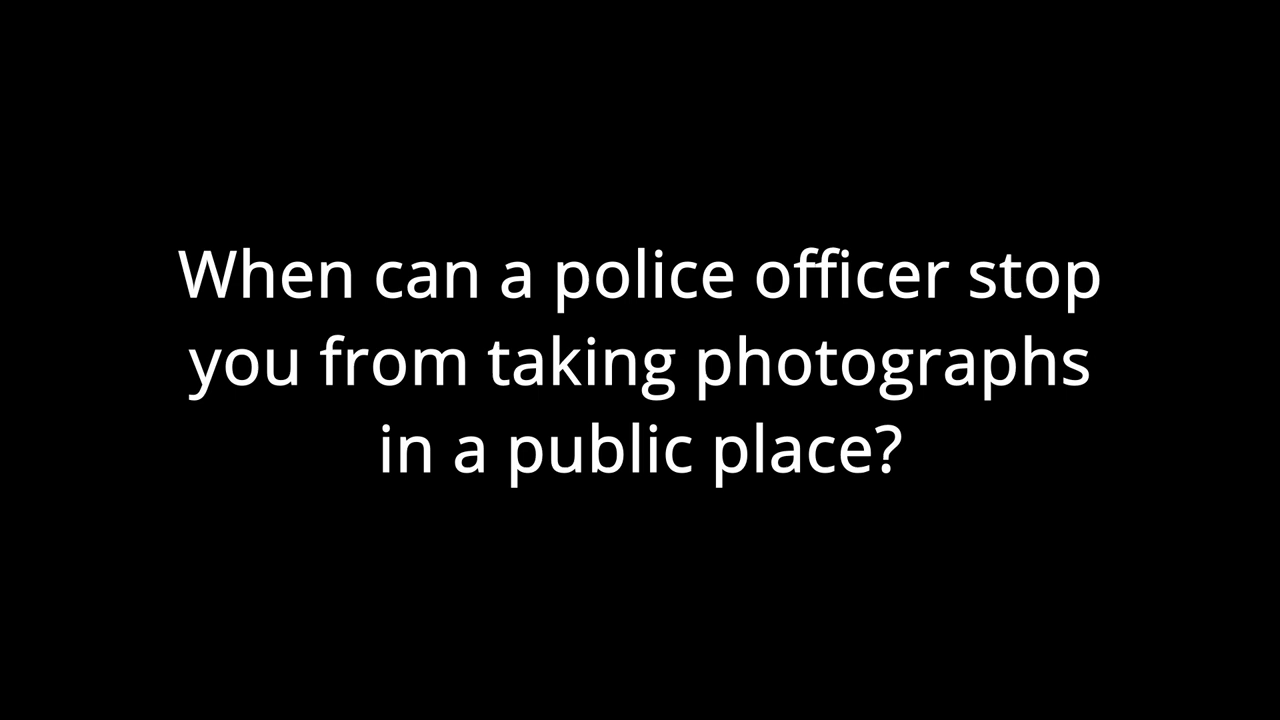 When can a police officer stop
you from taking photographs
in a public place?